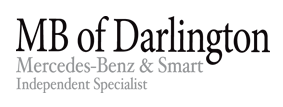 MB of Darlington
Mercedes-Benz & Smart
Independent Specialist